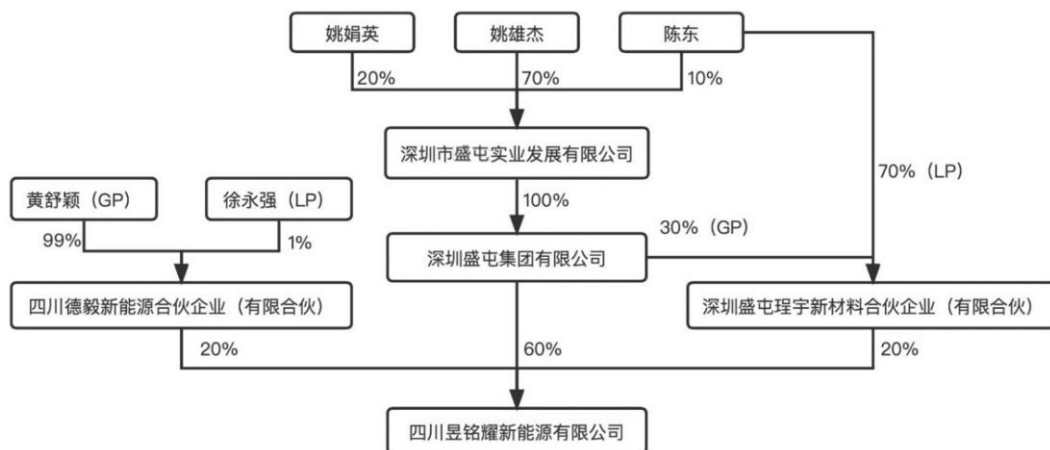 姚娟英
姚雄杰
陈东
20%
70%
10%
深圳市盛屯实业发展有限公司
70%（LP）
黄舒颖（GP）
徐永强（LP）
100%
30%（GP）
99%
1%
深圳盛屯集团有限公司
四川德毅新能源合伙企业（有限合伙）
深圳盛屯珵宇新材料合伙企业（有限合伙）
20%
60%
20%
四川昱铭耀新能源有限公司